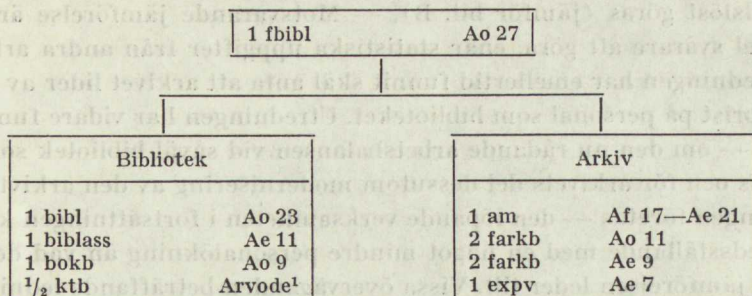 1 fbibl Ao 27
Bibliotek
1 bibl Ao 23
1 biblass Ae 11
1 bokb Ao 9
1/2 ktb Arvode¹
Arkiv
1 am Af 17—Ae 21
2 farkb Ao 11
2 farkb Ae 9
1 expv Ae 7